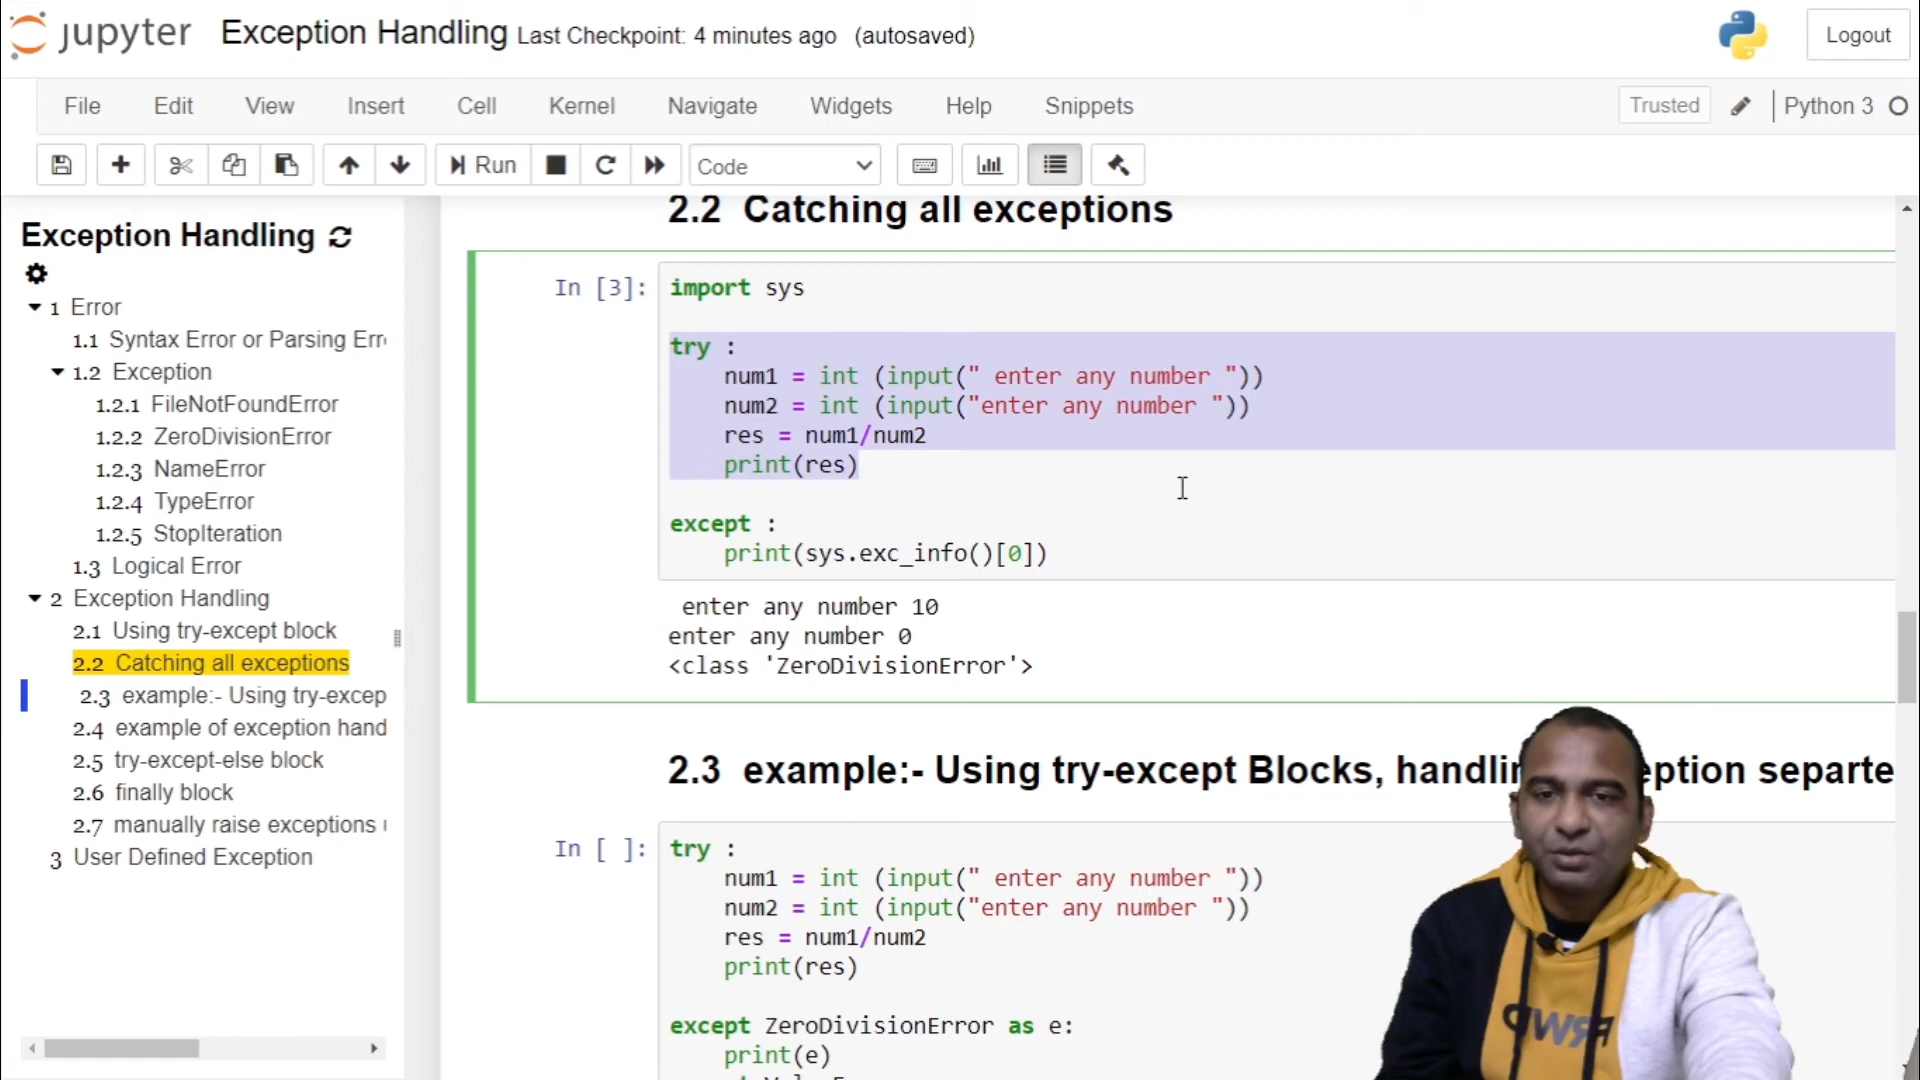 jupyter Exception Handling Last Checkpoint: 4 minutes ago (autosaved) Logout
File Edit View Insert Cell Kernel Navigate Widgets Help Snippets Trusted Python 3
Run Code
Exception Handling
1 Error
1.1 Syntax Error or Parsing Err
1.2 Exception
1.2.1 FileNotFoundError
1.2.2 ZeroDivisionError
1.2.3 NameError
1.2.4 TypeError
1.2.5 StopIteration
1.3 Logical Error
2 Exception Handling
2.1 Using try-except block
2.2 Catching all exceptions
2.3 example:- Using try-excep
2.4 example of exception hand
2.5 try-except-else block
2.6 finally block
2.7 manually raise exceptions
3 User Defined Exception
2.2 Catching all exceptions
In [3]: import sys
try :
num1 = int (input(" enter any number "))
num2 = int (input("enter any number "))
res = num1/num2
print(res)
except :
print(sys.exc_info()[0])
enter any number 10
enter any number 0
<class 'ZeroDivisionError'>
2.3 example:- Using try-except Blocks, handlin eption separte
In [ ]: try :
num1 = int (input(" enter any number "))
num2 = int (input("enter any number "))
res = num1/num2
print(res)
except ZeroDivisionError as e:
print(e)